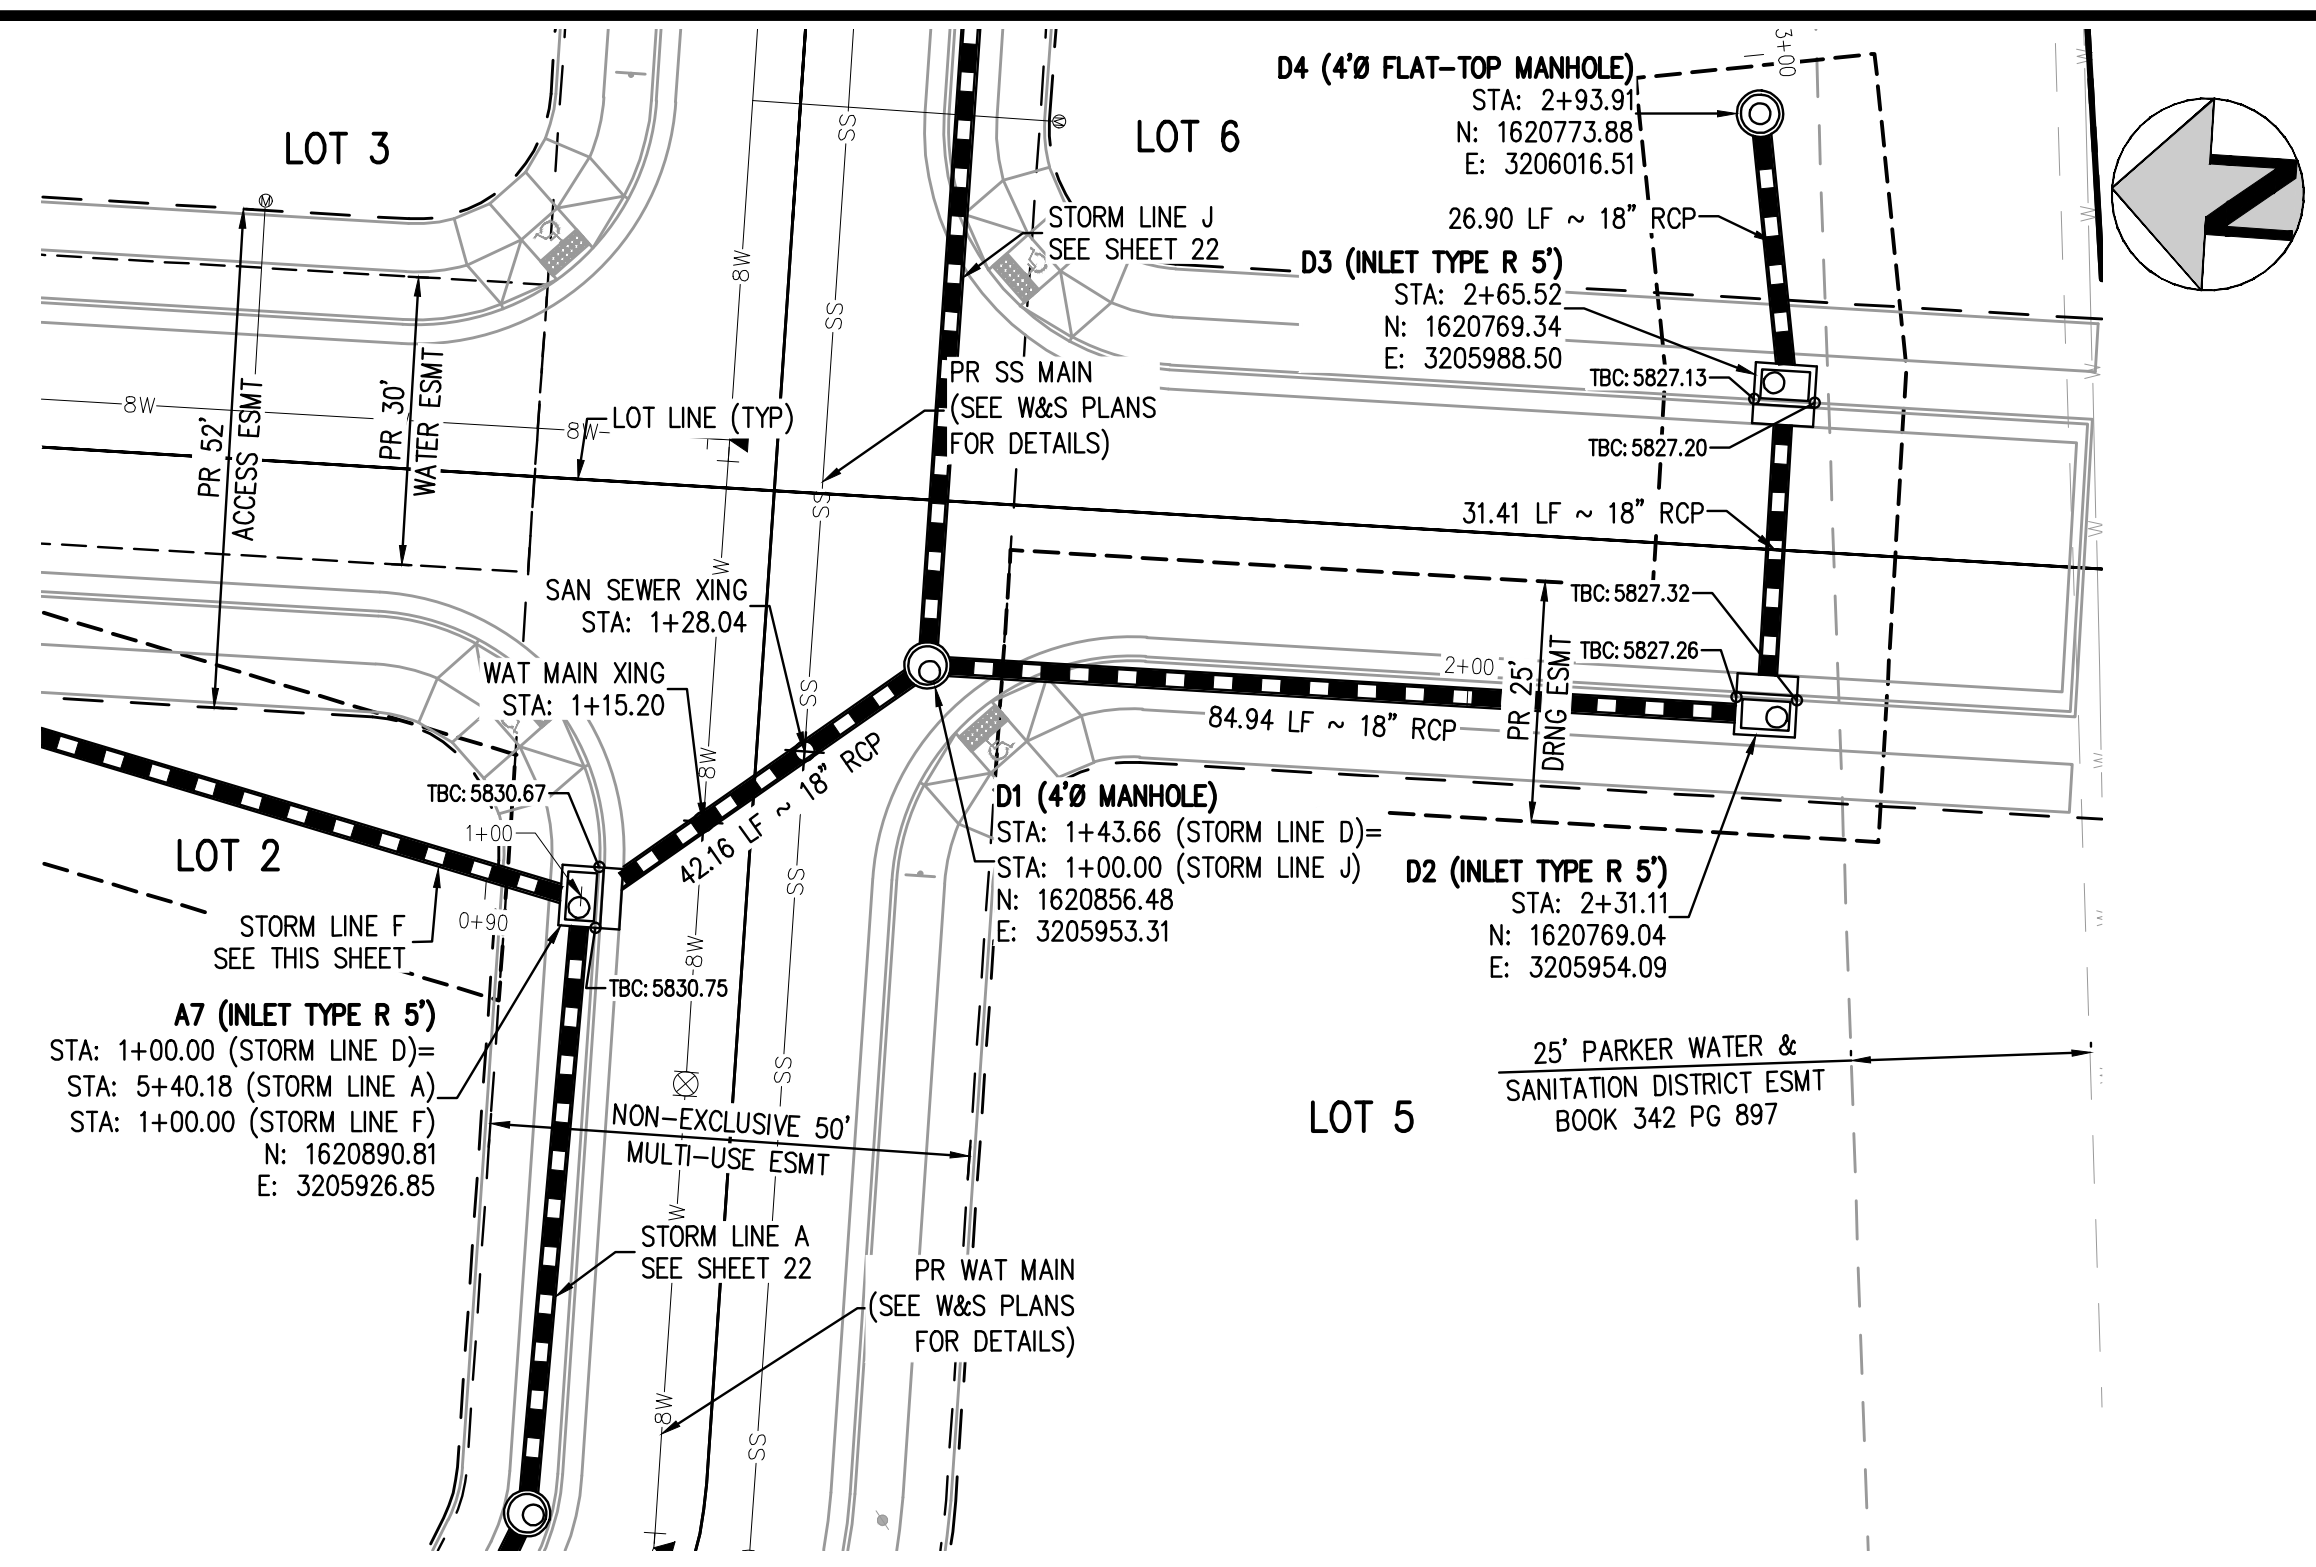 3+00
D4 (4'Ø FLAT-TOP MANHOLE)
STA: 2+93.91
N: 1620773.88
E: 3206016.51
LOT 3
LOT 6
SS
8W
STORM LINE J
SEE SHEET 22
26.90 LF ~ 18" RCP
D3 (INLET TYPE R 5')
STA: 2+65.52
N: 1620769.34
E: 3205988.50
TBC: 5827.13
TBC: 5827.20
N
SS
8W
8W
LOT LINE (TYP)
PR SS MAIN
(SEE W&S PLANS
FOR DETAILS)
PR 52'
ACCESS ESMT
PR 30'
WATER ESMT
SS
31.41 LF ~ 18" RCP
W
SAN SEWER XING
STA: 1+28.04
TBC: 5827.32
TBC: 5827.26
WAT MAIN XING
STA: 1+15.20
SS
2+00
PR 25'
DRNG ESMT
84.94 LF ~ 18" RCP
8W
42.16 LF ~ 18" RCP
TBC: 5830.67
1+00
LOT 2
0+90
D1 (4'Ø MANHOLE)
STA: 1+43.66 (STORM LINE D)=
STA: 1+00.00 (STORM LINE J)
N: 1620856.48
E: 3205953.31
D2 (INLET TYPE R 5')
STA: 2+31.11
N: 1620769.04
E: 3205954.09
SS
STORM LINE F
SEE THIS SHEET
8W
TBC: 5830.75
A7 (INLET TYPE R 5')
STA: 1+00.00 (STORM LINE D)=
STA: 5+40.18 (STORM LINE A)
STA: 1+00.00 (STORM LINE F)
N: 1620890.81
E: 3205926.85
SS
NON-EXCLUSIVE 50'
MULTI-USE ESMT
LOT 5
25' PARKER WATER &
SANITATION DISTRICT ESMT
BOOK 342 PG 897
W
STORM LINE A
SEE SHEET 22
PR WAT MAIN
(SEE W&S PLANS
FOR DETAILS)
8W
SS